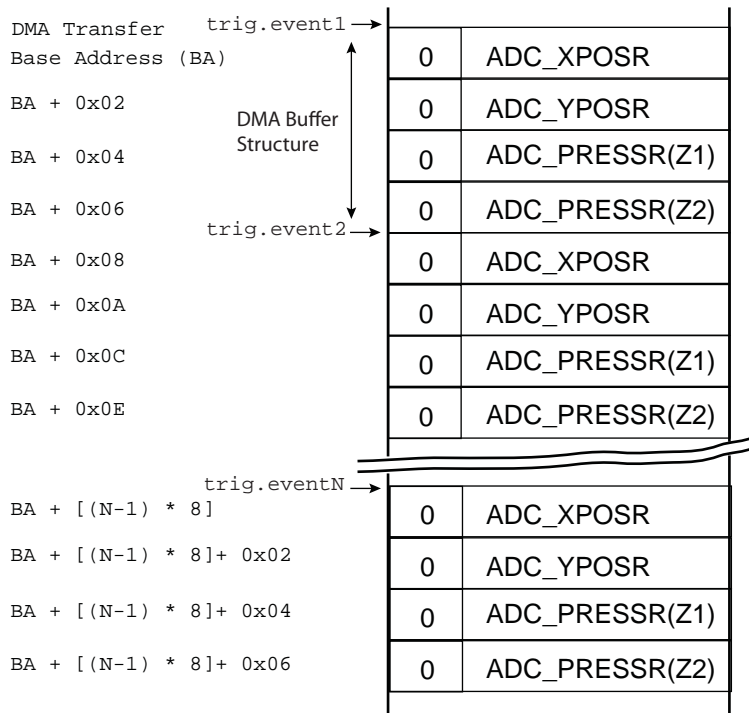 DMA Transfer trig.event1
Base Address (BA) 0 ADC_XPOSR
BA + 0x02 0 ADC_YPOSR
DMA Buffer
Structure
BA + 0x04 0 ADC_PRESSR(Z1)
BA + 0x06 0 ADC_PRESSR(Z2)
trig.event2
BA + 0x08 0 ADC_XPOSR
BA + 0x0A 0 ADC_YPOSR
BA + 0x0C 0 ADC_PRESSR(Z1)
BA + 0x0E 0 ADC_PRESSR(Z2)
trig.eventN
BA + [(N-1) * 8] 0 ADC_XPOSR
BA + [(N-1) * 8]+ 0x02 0 ADC_YPOSR
BA + [(N-1) * 8]+ 0x04 0 ADC_PRESSR(Z1)
BA + [(N-1) * 8]+ 0x06 0 ADC_PRESSR(Z2)